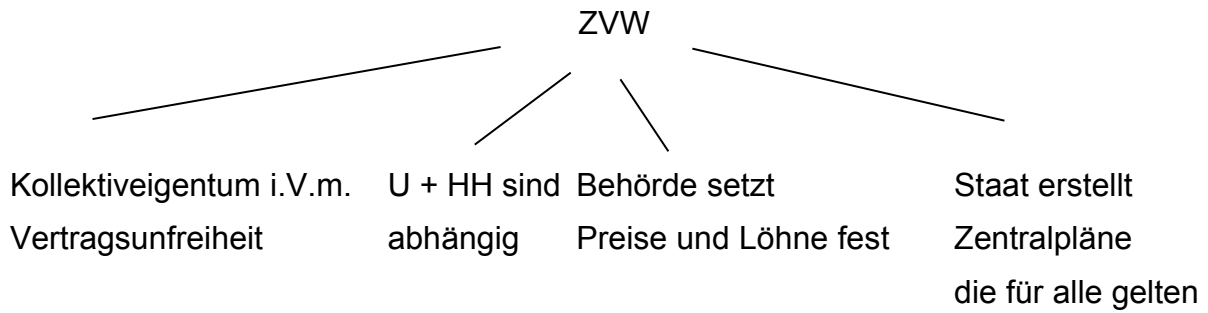 ZVW
Kollektiveigentum i.V.m.
Vertragsunfreiheit
U + HH sind
abhängig
Behörde setzt
Preise und Löhne fest
Staat erstellt
Zentralpläne
die für alle gelten